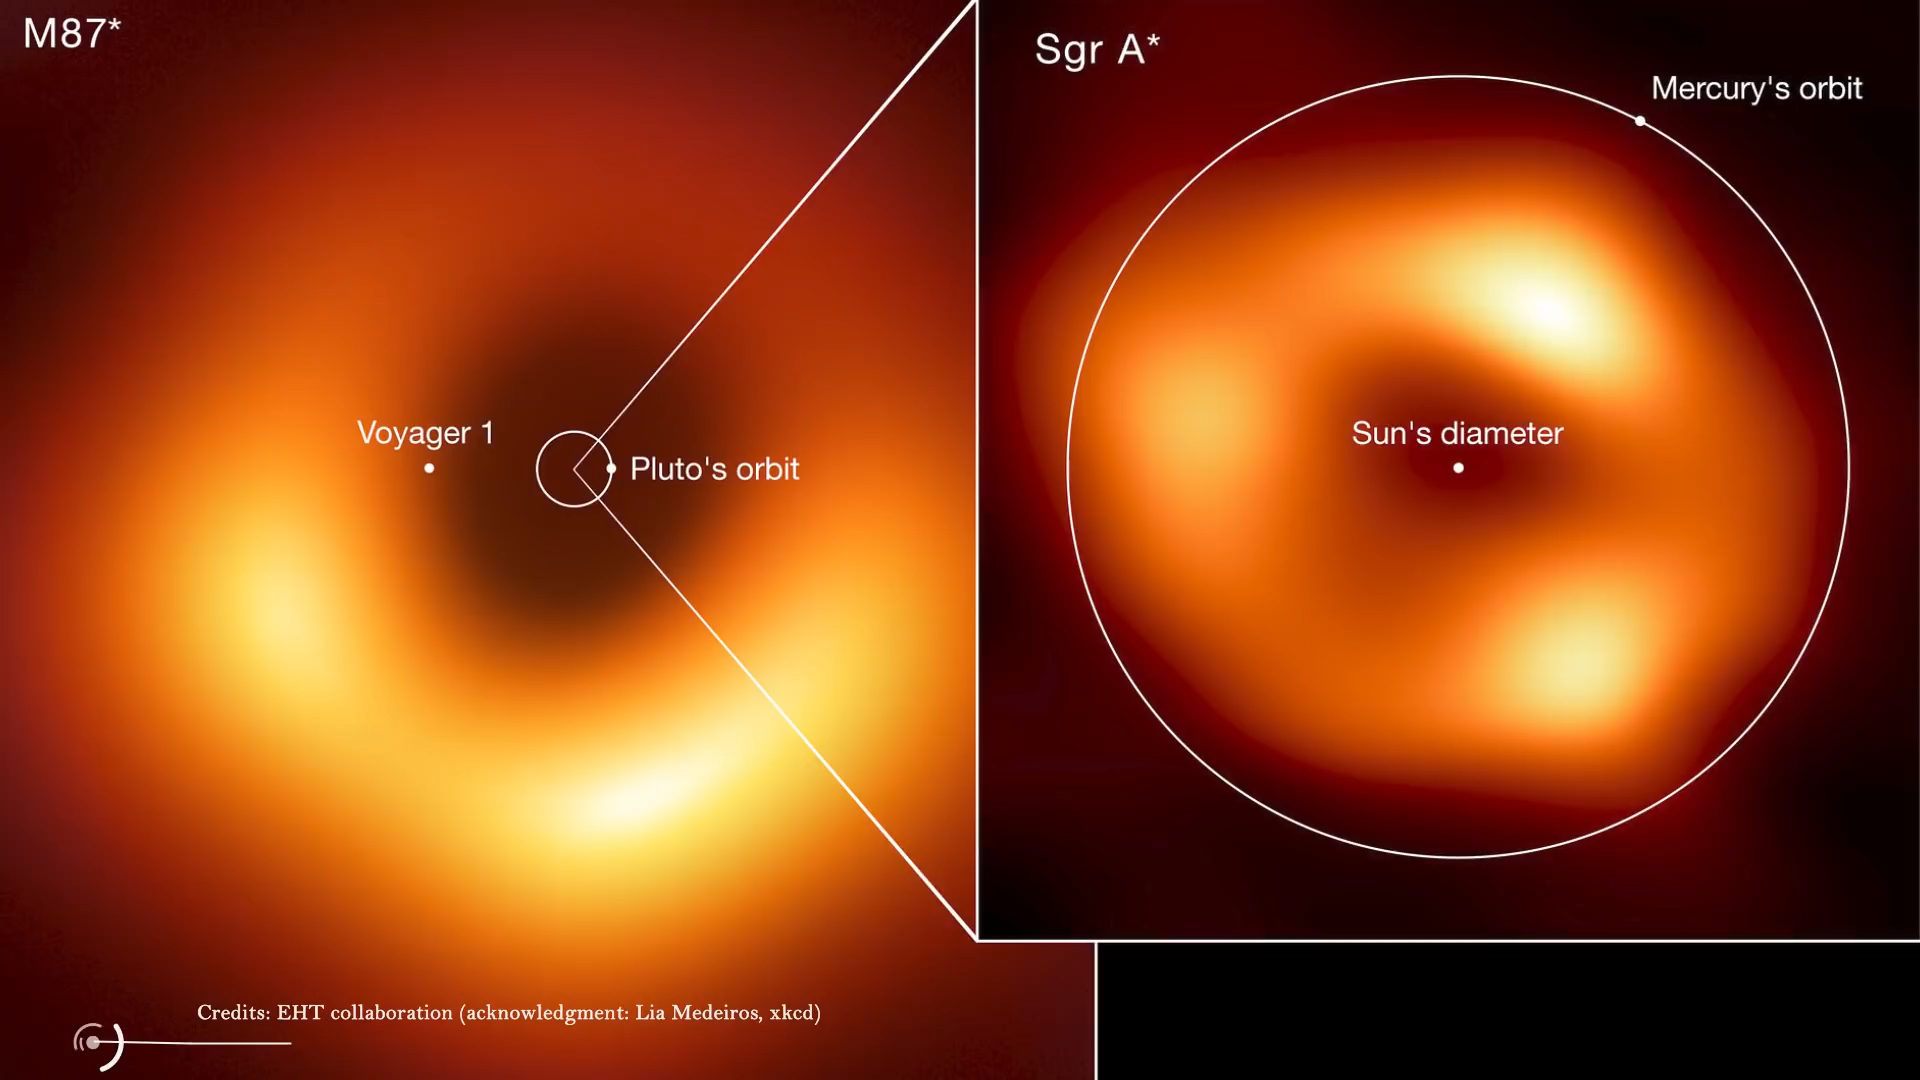 M87*
Sgr A*
Mercury's orbit
Voyager 1
Pluto's orbit
Sun's diameter
Credits: EHT collaboration (acknowledgment: Lia Medeiros, xkcd)